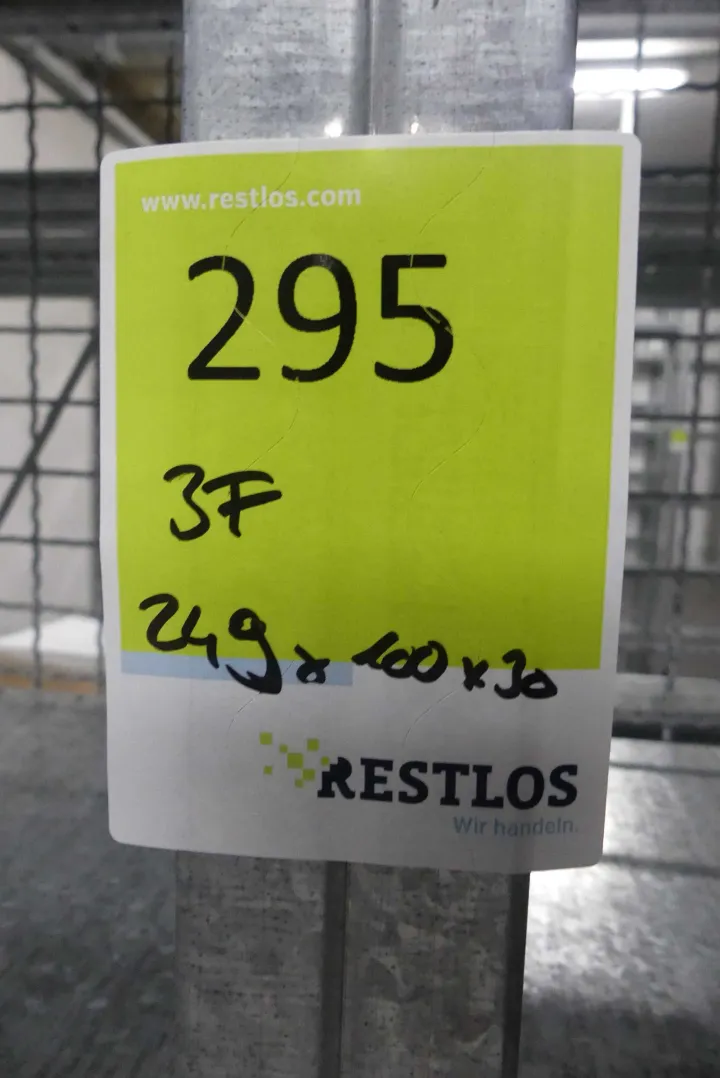 www.restlos.com
295
3F
249 x 100 x 30
RESTLOS
Wir handeln.